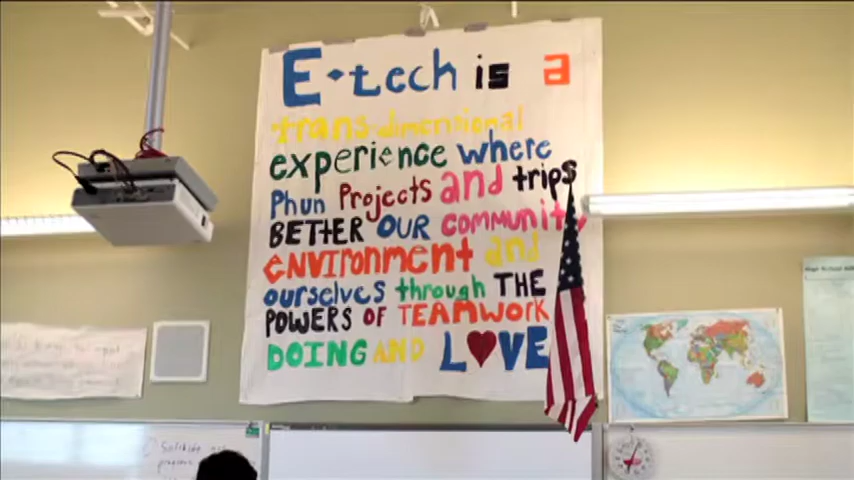 E-tech is a
trans-dimensional
experience where
Phun Projects and trips
BETTER OUR COMMUNITY
ENVIRONMENT and
ourselves through THE
POWERS OF TEAMWORK
DOING AND LOVE